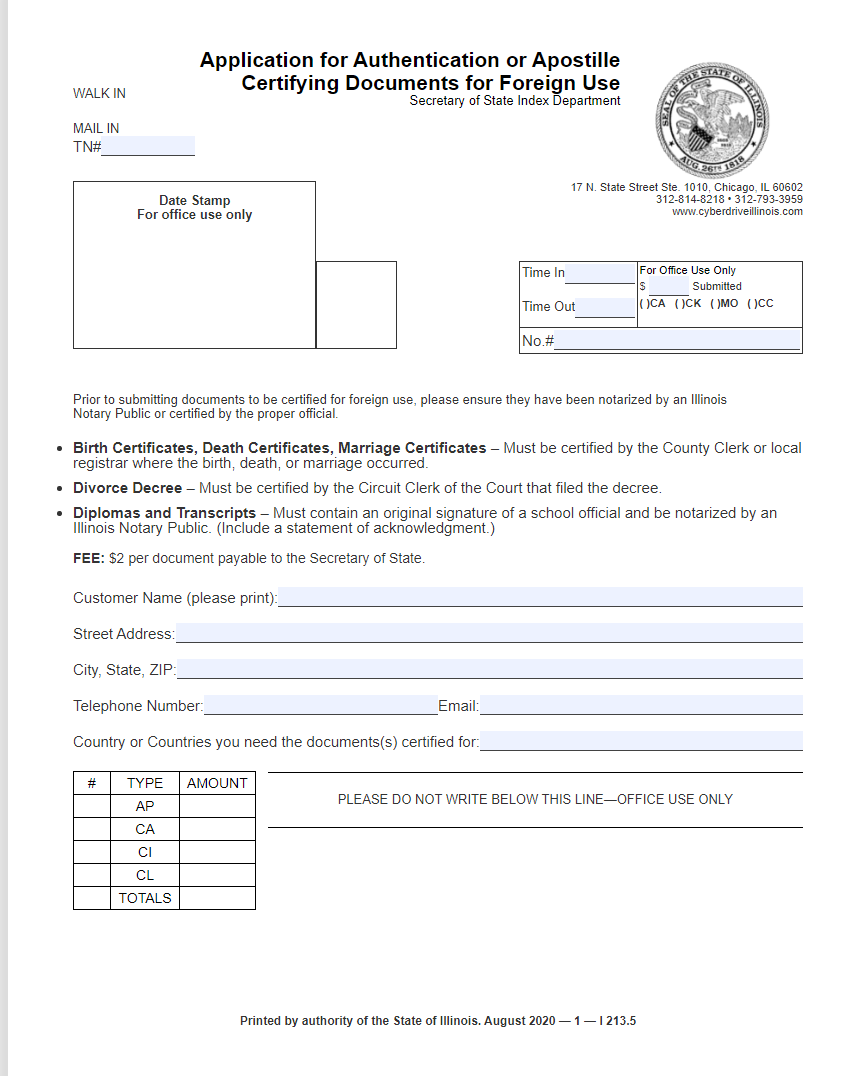 Application for Authentication or Apostille
Certifying Documents for Foreign Use
Secretary of State Index Department
WALK IN
MAIL IN
TN#
SEAL OF THE STATE OF ILLINOIS
AUG. 26TH 1818
17 N. State Street Ste. 1010, Chicago, IL 60602
312-814-8218 • 312-793-3959
www.cyberdriveillinois.com
Date Stamp
For office use only
Time In
For Office Use Only
$ Submitted
Time Out
( )CA ( )CK ( )MO ( )CC
No.#
Prior to submitting documents to be certified for foreign use, please ensure they have been notarized by an Illinois
Notary Public or certified by the proper official.
• Birth Certificates, Death Certificates, Marriage Certificates – Must be certified by the County Clerk or local
registrar where the birth, death, or marriage occurred.
• Divorce Decree – Must be certified by the Circuit Clerk of the Court that filed the decree.
• Diplomas and Transcripts – Must contain an original signature of a school official and be notarized by an
Illinois Notary Public. (Include a statement of acknowledgment.)
FEE: $2 per document payable to the Secretary of State.
Customer Name (please print):
Street Address:
City, State, ZIP:
Telephone Number: Email:
Country or Countries you need the documents(s) certified for:
# TYPE AMOUNT
AP
CA
CI
CL
TOTALS
PLEASE DO NOT WRITE BELOW THIS LINE—OFFICE USE ONLY
Printed by authority of the State of Illinois. August 2020 — 1 — I 213.5